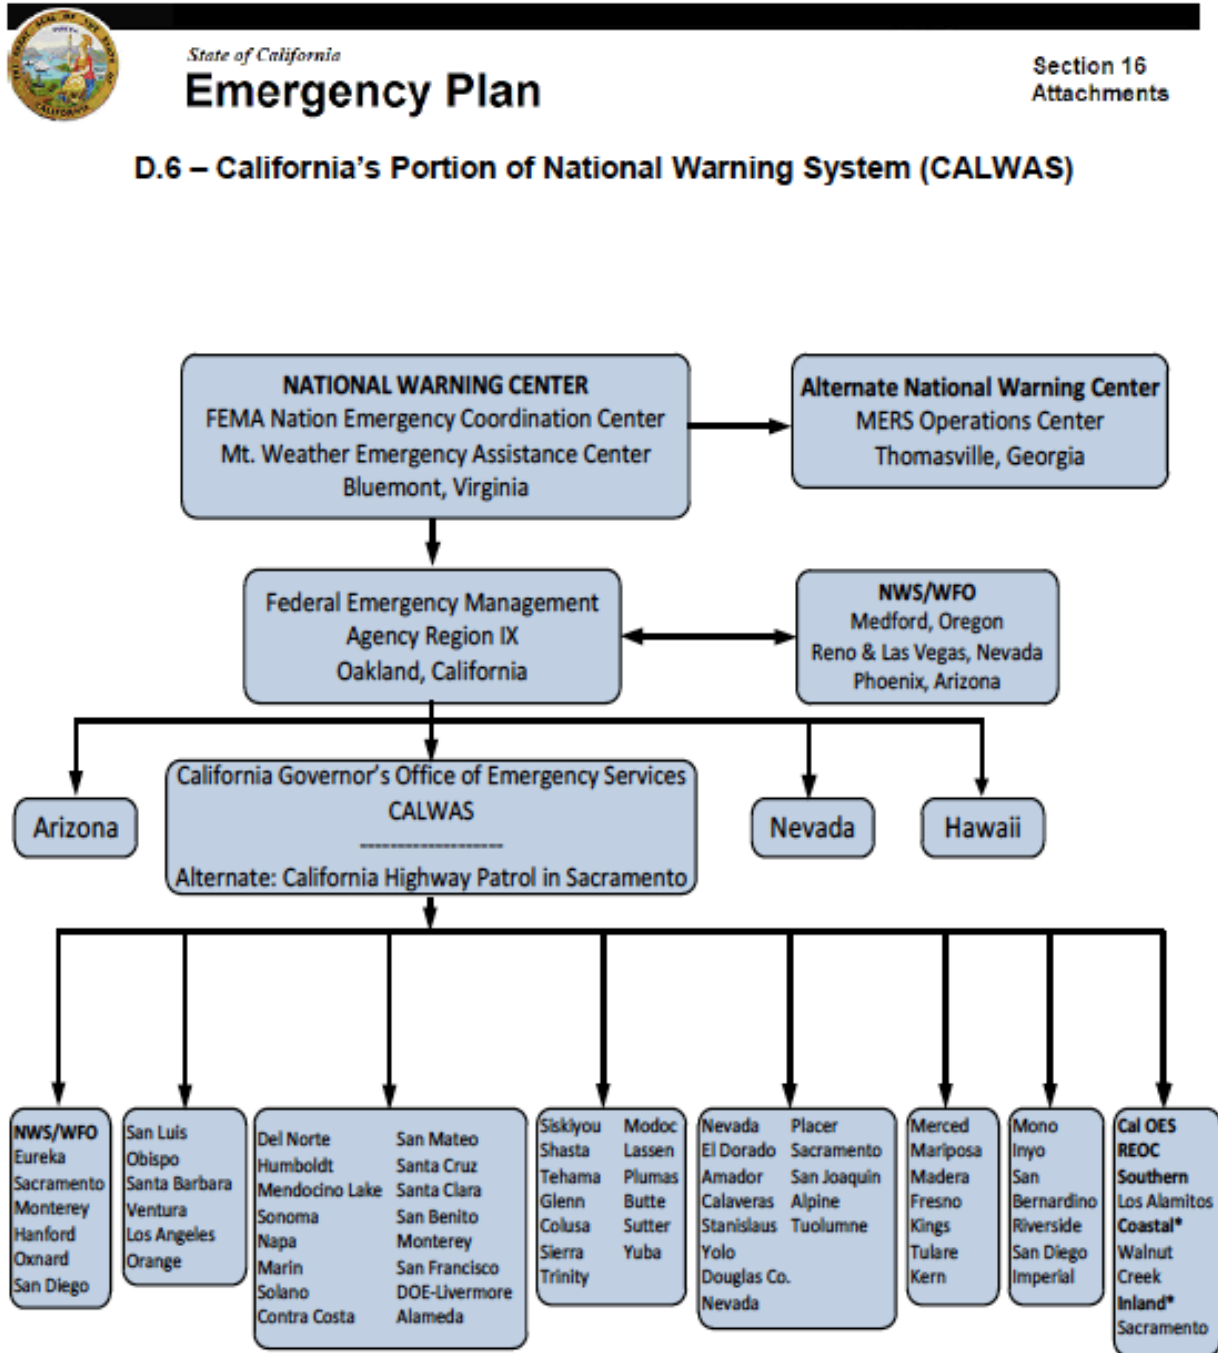 State of California
Emergency Plan
Section 16
Attachments
D.6 – California's Portion of National Warning System (CALWAS)
NATIONAL WARNING CENTER
FEMA Nation Emergency Coordination Center
Mt. Weather Emergency Assistance Center
Bluemont, Virginia
Alternate National Warning Center
MERS Operations Center
Thomasville, Georgia
Federal Emergency Management
Agency Region IX
Oakland, California
NWS/WFO
Medford, Oregon
Reno & Las Vegas, Nevada
Phoenix, Arizona
Arizona
California Governor's Office of Emergency Services
CALWAS
-------------------
Alternate: California Highway Patrol in Sacramento
Nevada
Hawaii
NWS/WFO
Eureka
Sacramento
Monterey
Hanford
Oxnard
San Diego
San Luis
Obispo
Santa Barbara
Ventura
Los Angeles
Orange
Del Norte
Humboldt
Mendocino Lake
Sonoma
Napa
Marin
Solano
Contra Costa
San Mateo
Santa Cruz
Santa Clara
San Benito
Monterey
San Francisco
DOE-Livermore
Alameda
Siskiyou
Shasta
Tehama
Glenn
Colusa
Sierra
Trinity
Modoc
Lassen
Plumas
Butte
Sutter
Yuba
Nevada
El Dorado
Amador
Calaveras
Stanislaus
Yolo
Douglas Co.
Nevada
Placer
Sacramento
San Joaquin
Alpine
Tuolumne
Merced
Mariposa
Madera
Fresno
Kings
Tulare
Kern
Mono
Inyo
San
Bernardino
Riverside
San Diego
Imperial
Cal OES
REOC
Southern
Los Alamitos
Coastal*
Walnut
Creek
Inland*
Sacramento